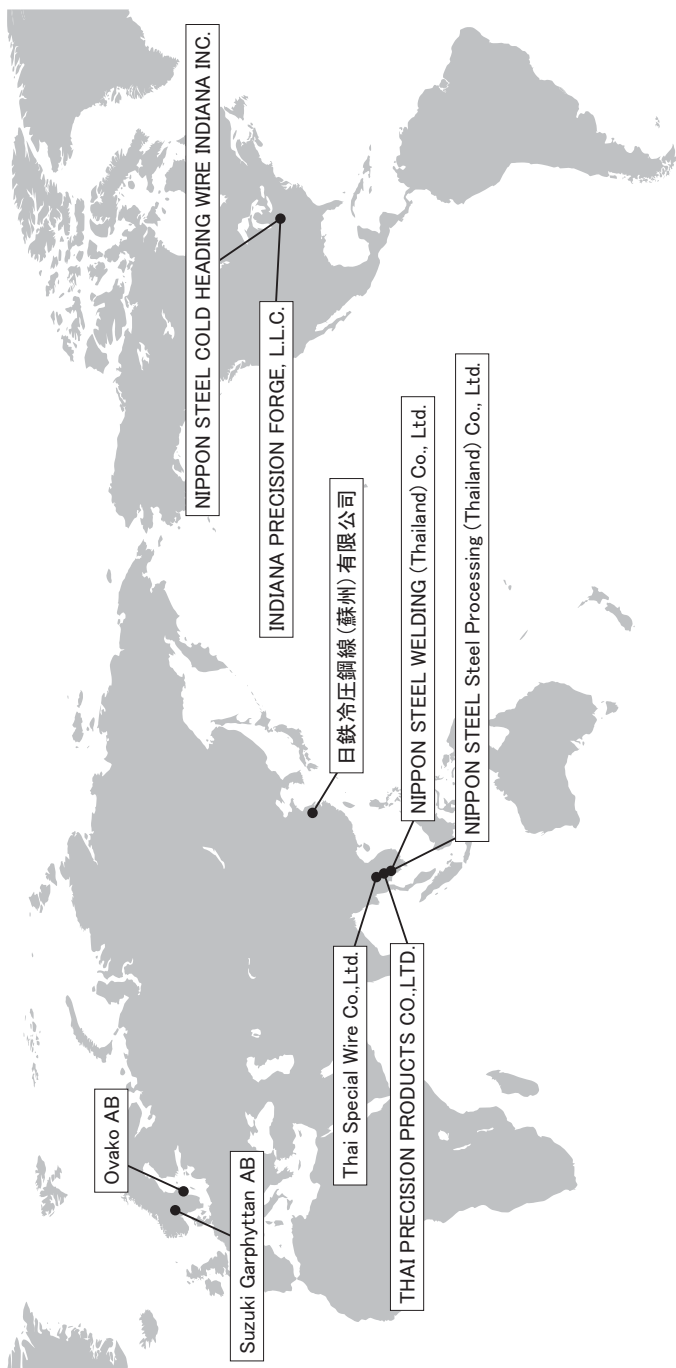 Ovako AB
Suzuki Garphyttan AB
Thai Special Wire Co.,Ltd.
THAI PRECISION PRODUCTS CO.,LTD.
日鉄冷圧鋼線（蘇州）有限公司
NIPPON STEEL WELDING (Thailand) Co., Ltd.
NIPPON STEEL Steel Processing (Thailand) Co., Ltd.
NIPPON STEEL COLD HEADING WIRE INDIANA INC.
INDIANA PRECISION FORGE, L.L.C.